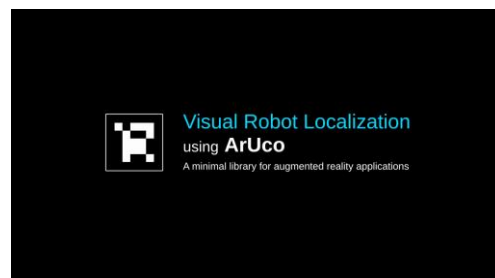 Visual Robot Localization
using ArUco
A minimal library for augmented reality applications